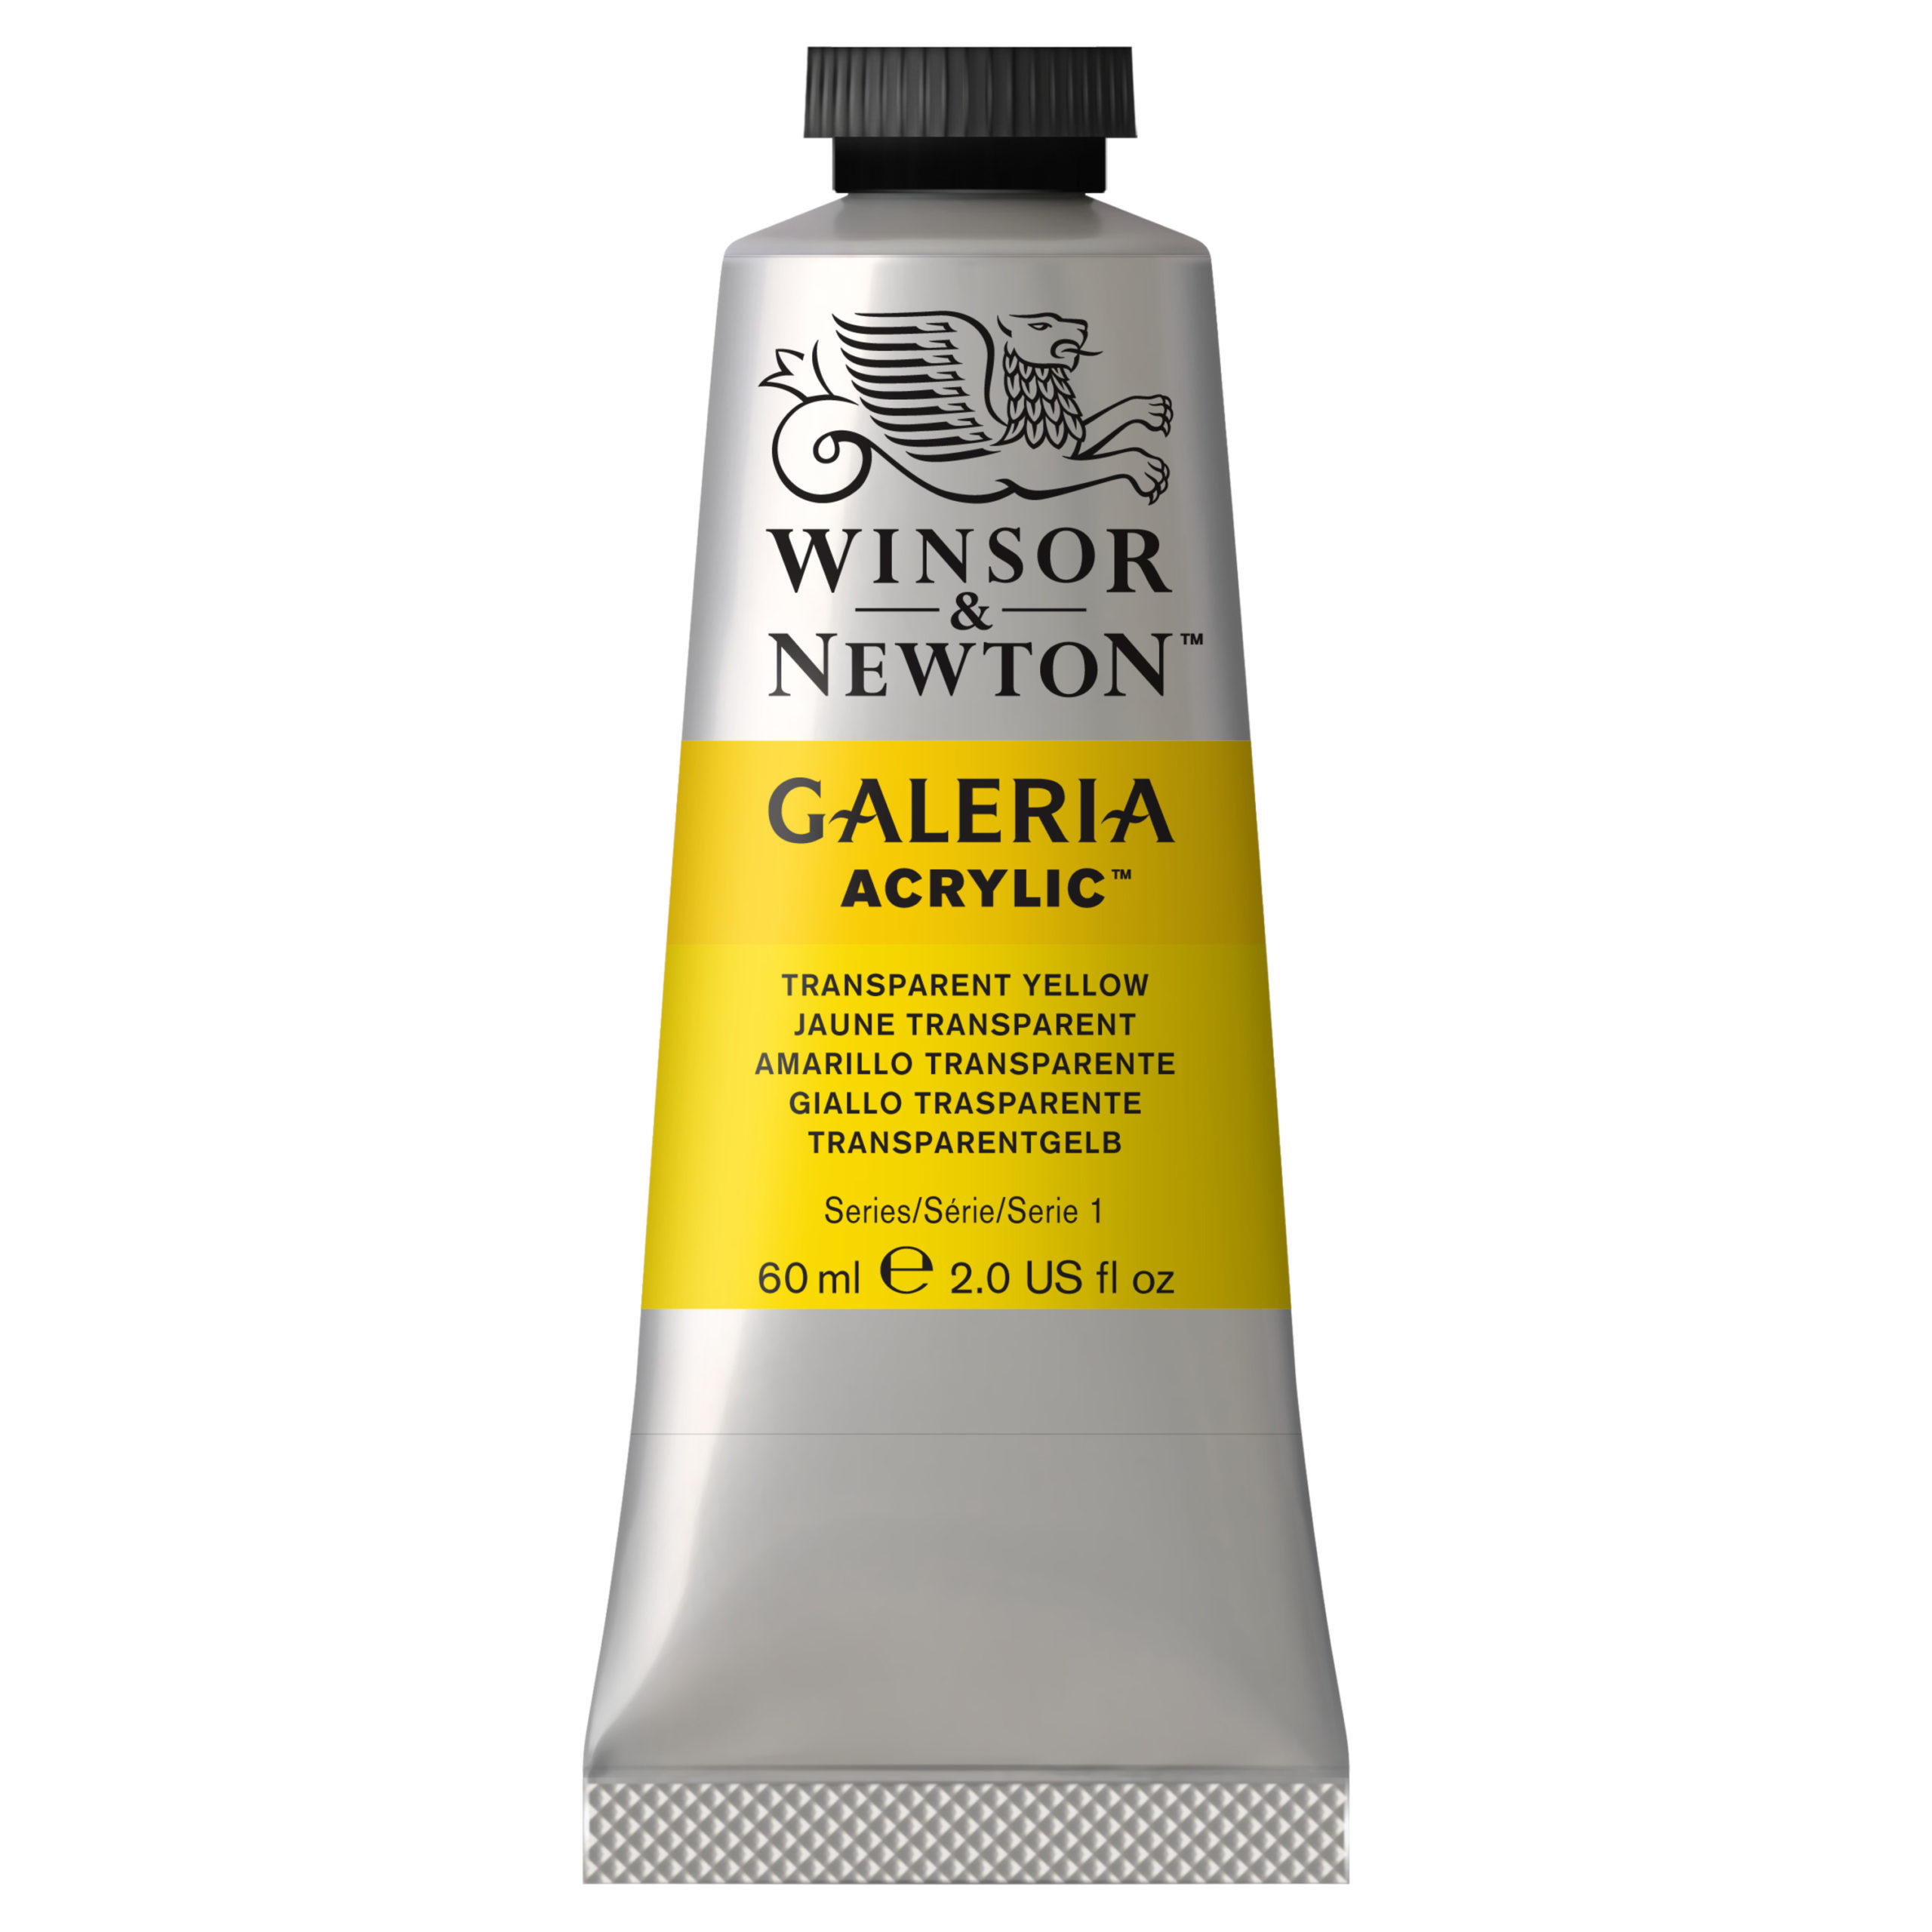 WINSOR
&
NEWTON™
GALERIA
ACRYLIC™
TRANSPARENT YELLOW
JAUNE TRANSPARENT
AMARILLO TRANSPARENTE
GIALLO TRASPARENTE
TRANSPARENTGELB
Series/Série/Serie 1
60 ml ℮ 2.0 US fl oz